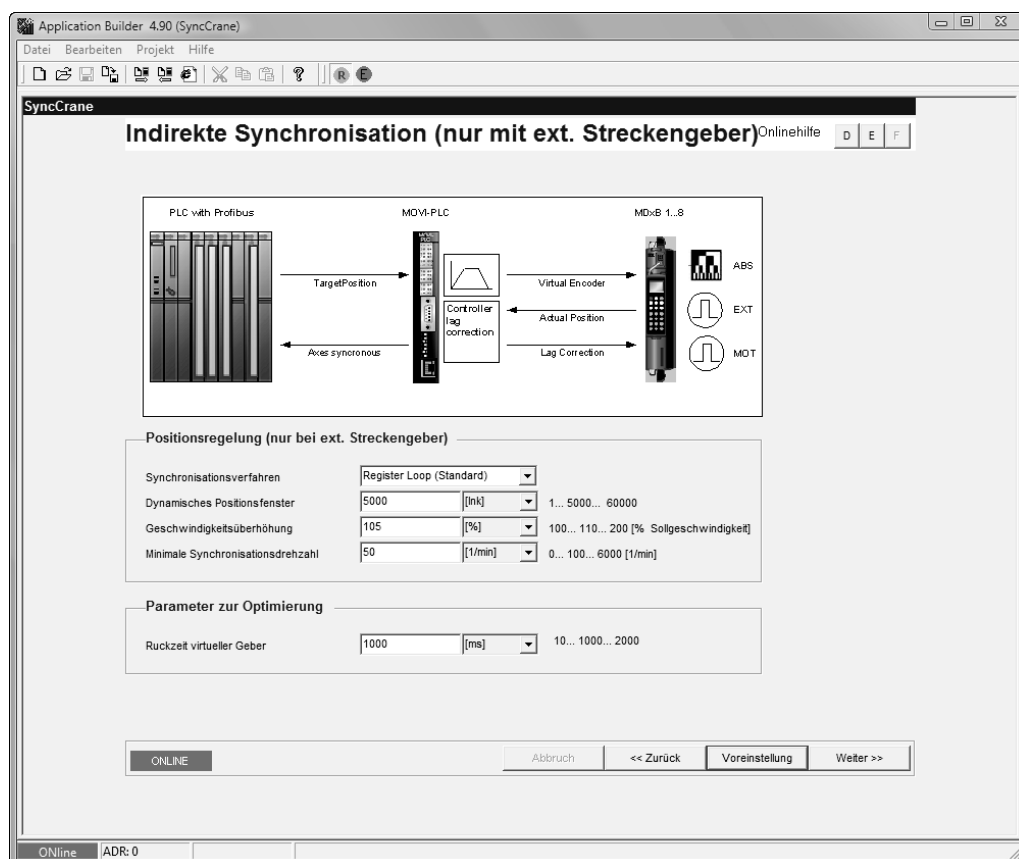 Application Builder 4.90 (SyncCrane)
Datei Bearbeiten Projekt Hilfe
R E
SyncCrane
Indirekte Synchronisation (nur mit ext. Streckengeber) Onlinehilfe D E F
PLC with Profibus MOVI-PLC MDxB 1...8
TargetPosition
Virtual Encoder
ABS
Controller lag correction
Actual Position
EXT
Axes syncronous
Lag Correction
MOT
Positionsregelung (nur bei ext. Streckengeber)
Synchronisationsverfahren Register Loop (Standard)
Dynamisches Positionsfenster 5000 [Ink] 1... 5000... 60000
Geschwindigkeitsüberhöhung 105 [%] 100... 110... 200 [% Sollgeschwindigkeit]
Minimale Synchronisationsdrehzahl 50 [1/min] 0... 100... 6000 [1/min]
Parameter zur Optimierung
Ruckzeit virtueller Geber 1000 [ms] 10... 1000... 2000
ONLINE Abbruch << Zurück Voreinstellung Weiter >>
ONline ADR: 0